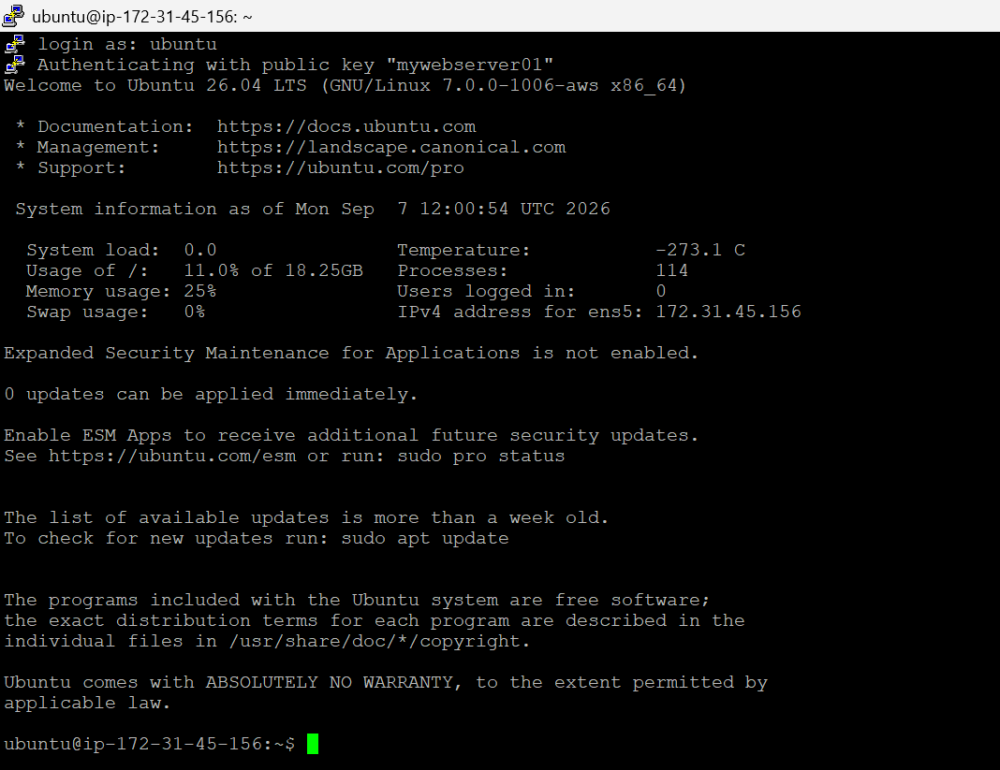 ubuntu@ip-172-31-45-156: ~
login as: ubuntu
Authenticating with public key "mywebserver01"
Welcome to Ubuntu 26.04 LTS (GNU/Linux 7.0.0-1006-aws x86_64)
* Documentation:  https://docs.ubuntu.com
* Management:     https://landscape.canonical.com
* Support:        https://ubuntu.com/pro
System information as of Mon Sep  7 12:00:54 UTC 2026
System load:  0.0                Temperature:           -273.1 C
Usage of /:   11.0% of 18.25GB   Processes:             114
Memory usage: 25%                Users logged in:       0
Swap usage:   0%                 IPv4 address for ens5: 172.31.45.156
Expanded Security Maintenance for Applications is not enabled.
0 updates can be applied immediately.
Enable ESM Apps to receive additional future security updates.
See https://ubuntu.com/esm or run: sudo pro status
The list of available updates is more than a week old.
To check for new updates run: sudo apt update
The programs included with the Ubuntu system are free software;
the exact distribution terms for each program are described in the
individual files in /usr/share/doc/*/copyright.
Ubuntu comes with ABSOLUTELY NO WARRANTY, to the extent permitted by
applicable law.
ubuntu@ip-172-31-45-156:~$